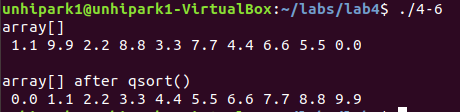 unhipark1@unhipark1-VirtualBox:~/labs/lab4$ ./4-6
array[]
1.1 9.9 2.2 8.8 3.3 7.7 4.4 6.6 5.5 0.0
array[] after qsort()
0.0 1.1 2.2 3.3 4.4 5.5 6.6 7.7 8.8 9.9